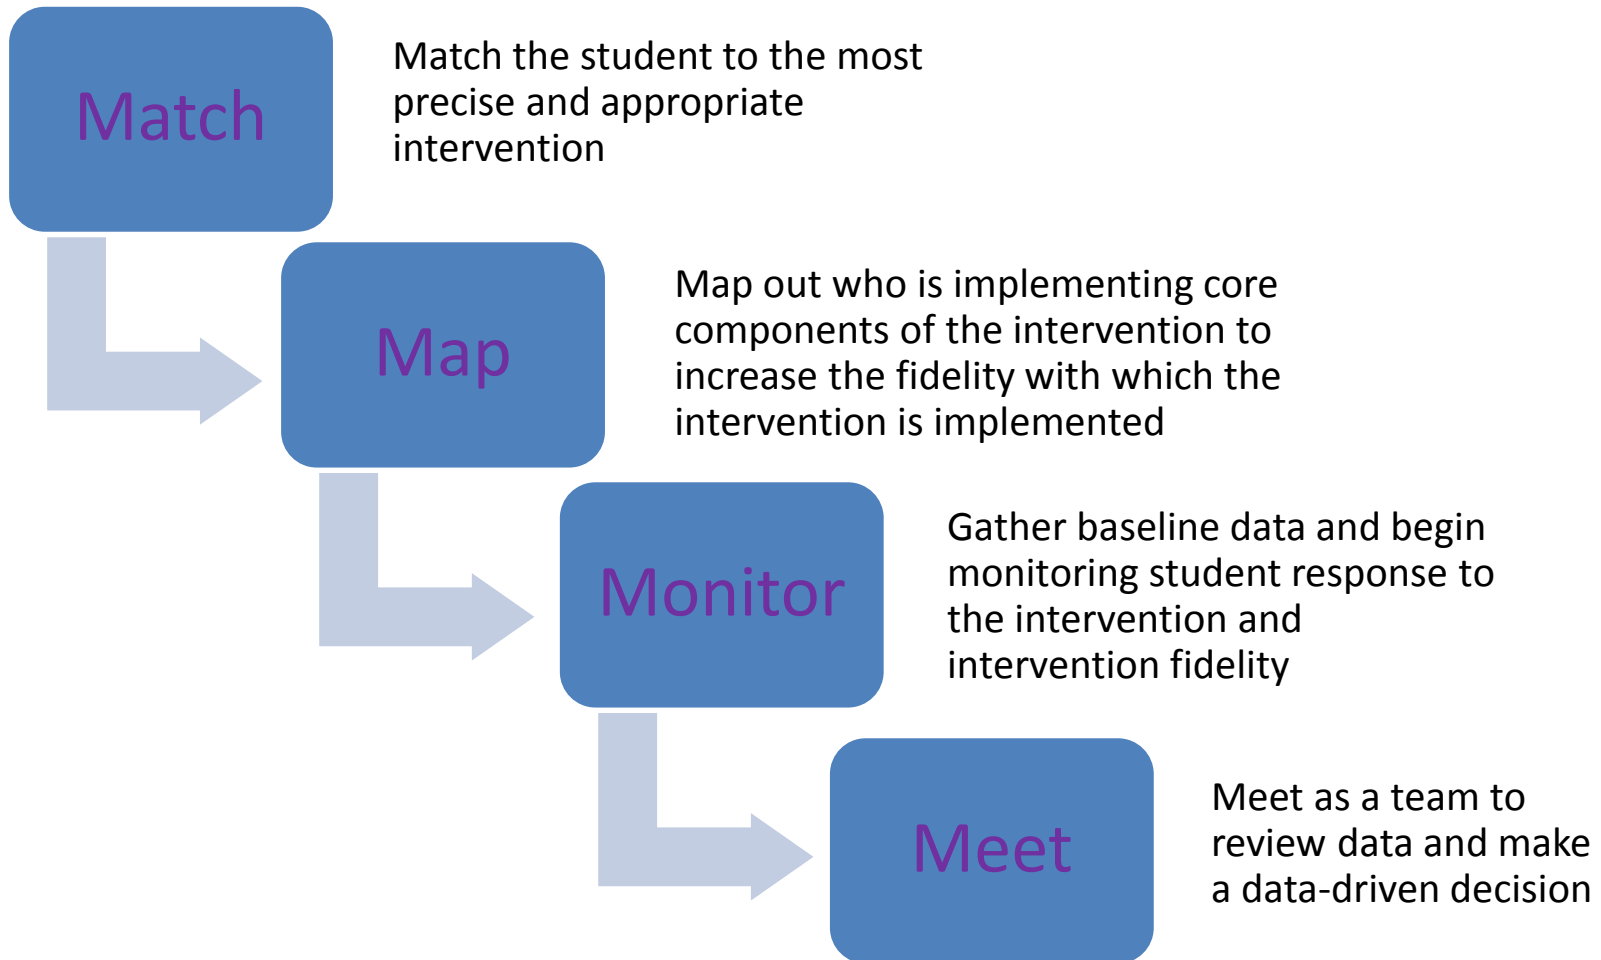 Match
Match the student to the most
precise and appropriate
intervention
Map
Map out who is implementing core
components of the intervention to
increase the fidelity with which the
intervention is implemented
Monitor
Gather baseline data and begin
monitoring student response to
the intervention and
intervention fidelity
Meet
Meet as a team to
review data and make
a data-driven decision